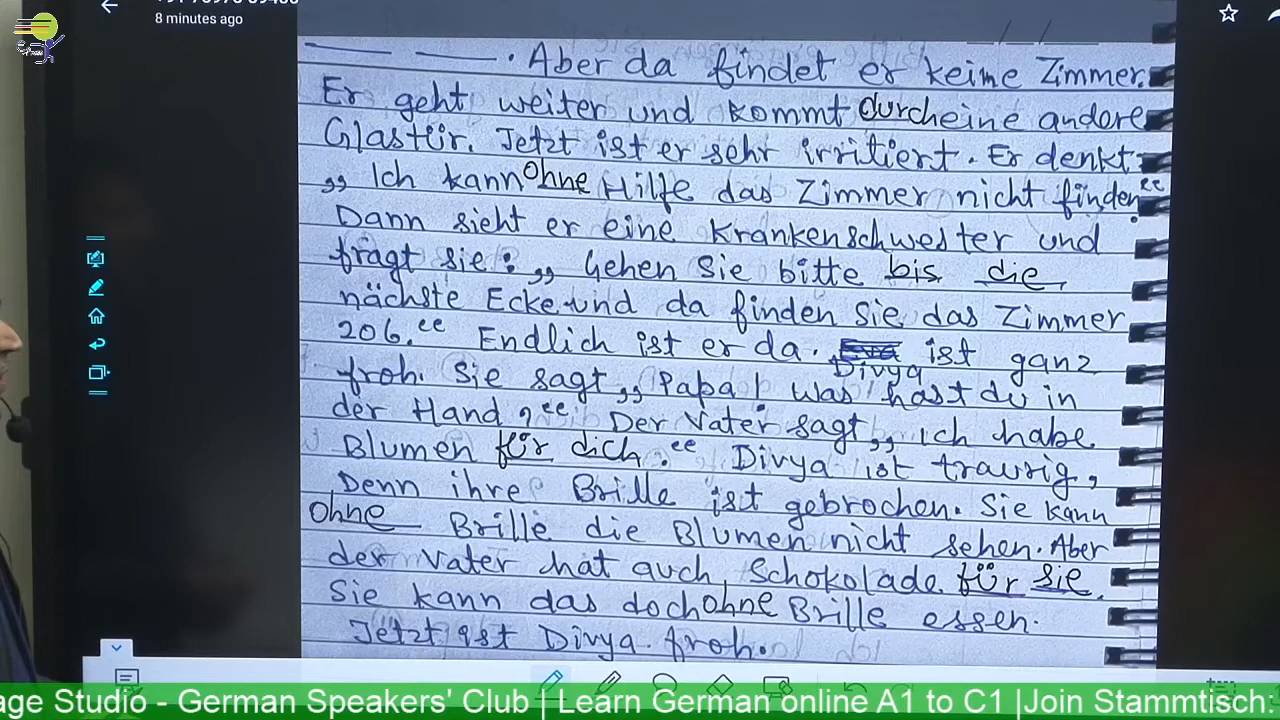 8 minutes ago
. Aber da findet er keine Zimmer.
Er geht weiter und kommt durch eine andere
Glastür. Jetzt ist er sehr irritiert. Er denkt:
„ Ich kann ohne Hilfe das Zimmer nicht finden“.
Dann sieht er eine Krankenschwester und
fragt sie: „ Gehen Sie bitte bis die
nächste Ecke und da finden Sie das Zimmer
206.“ Endlich ist er da. Divya ist ganz
froh. Sie sagt „ Papa! Was hast du in
der Hand?“ Der Vater sagt „ ich habe
Blumen für dich.“ Divya ist traurig,
Denn ihre Brille ist gebrochen. Sie kann
ohne Brille die Blumen nicht sehen. Aber
der Vater hat auch Schokolade für sie.
Sie kann das doch ohne Brille essen.
Jetzt ist Divya froh.
age Studio - German Speakers' Club | Learn German online A1 to C1 |Join Stammtisch: